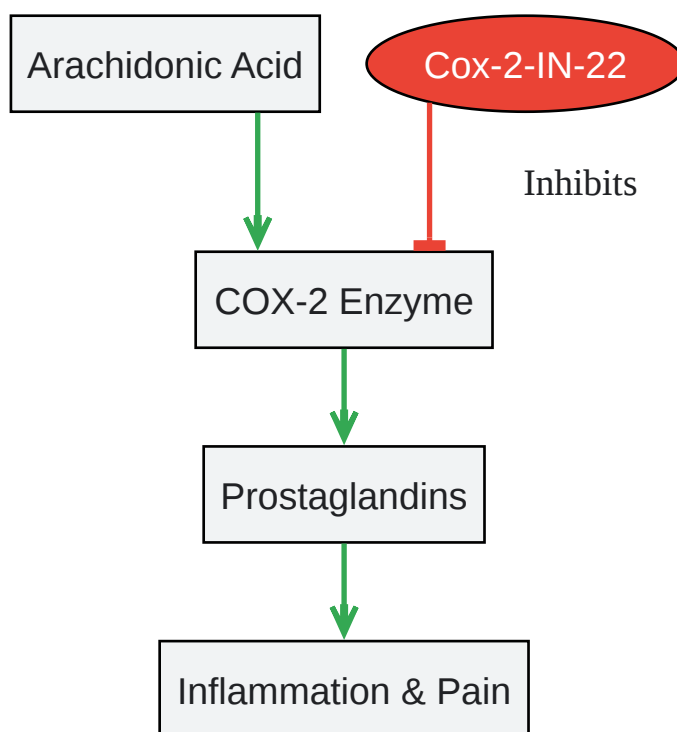 Arachidonic Acid
Cox-2-IN-22
Inhibits
COX-2 Enzyme
Prostaglandins
Inflammation & Pain